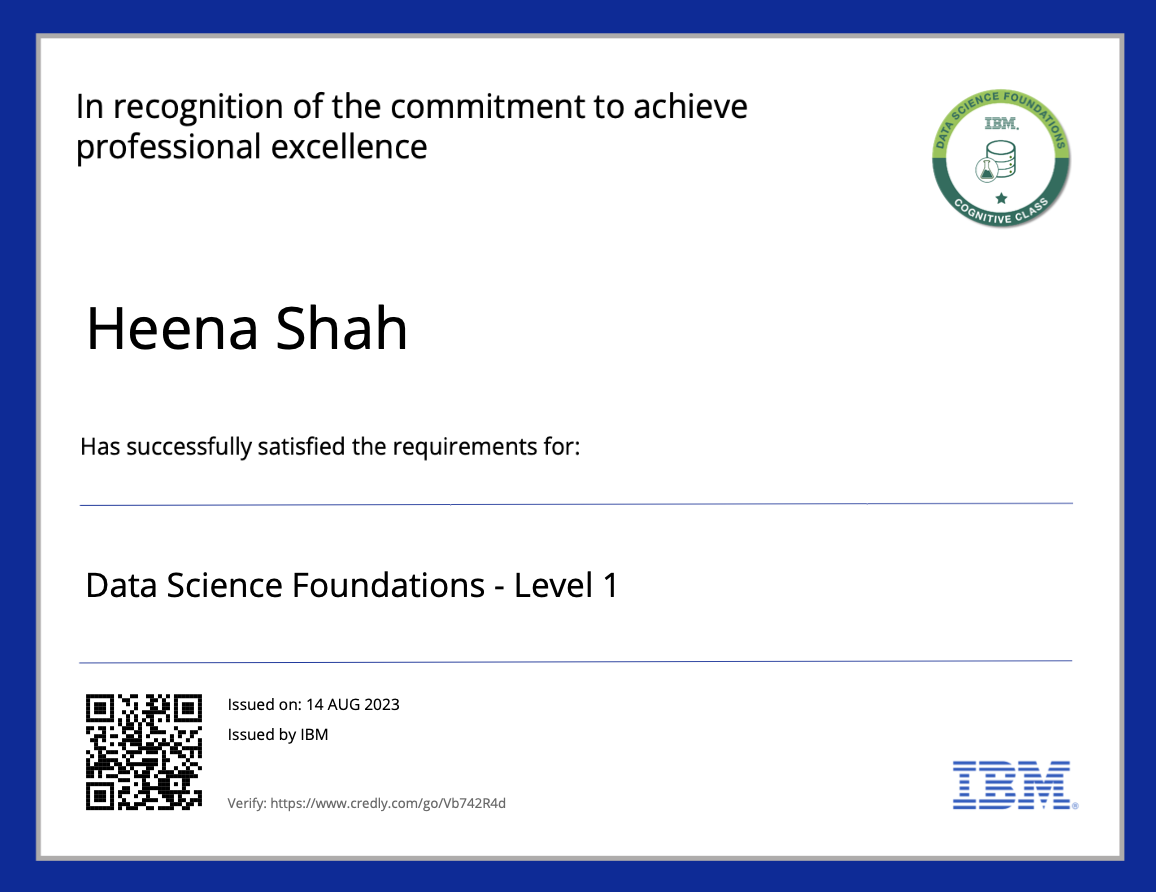 In recognition of the commitment to achieve
professional excellence
DATA SCIENCE FOUNDATIONS
IBM.
COGNITIVE CLASS
Heena Shah
Has successfully satisfied the requirements for:
Data Science Foundations - Level 1
Issued on: 14 AUG 2023
Issued by IBM
Verify: https://www.credly.com/go/Vb742R4d
IBM®